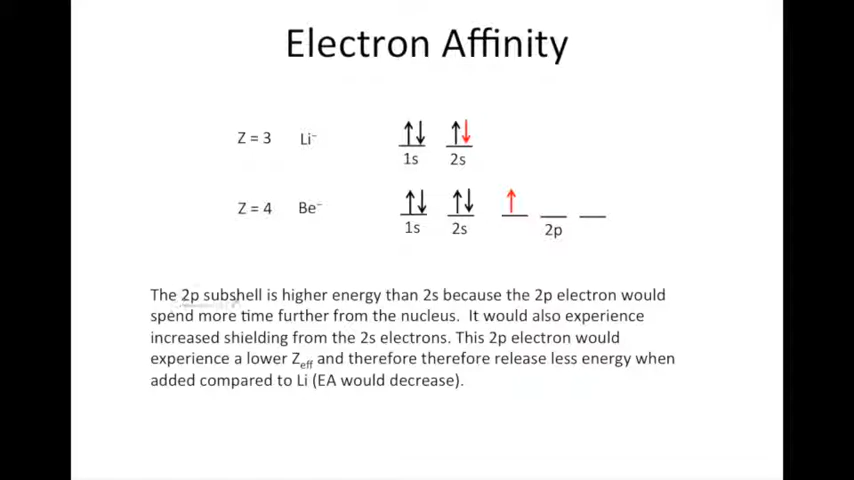 Electron Affinity
Z = 3 Li⁻
1s 2s
Z = 4 Be⁻
1s 2s 2p
The 2p subshell is higher energy than 2s because the 2p electron would
spend more time further from the nucleus. It would also experience
increased shielding from the 2s electrons. This 2p electron would
experience a lower Zeff and therefore therefore release less energy when
added compared to Li (EA would decrease).